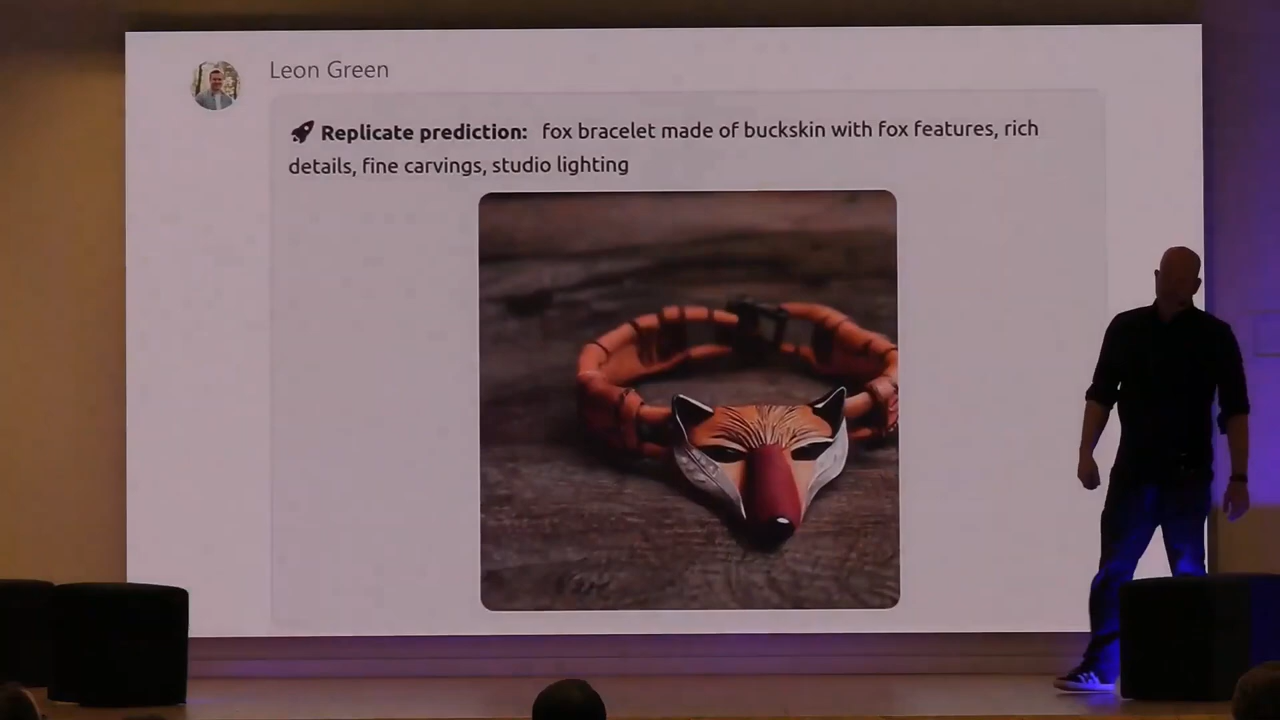 Leon Green
Replicate prediction: fox bracelet made of buckskin with fox features, rich
details, fine carvings, studio lighting